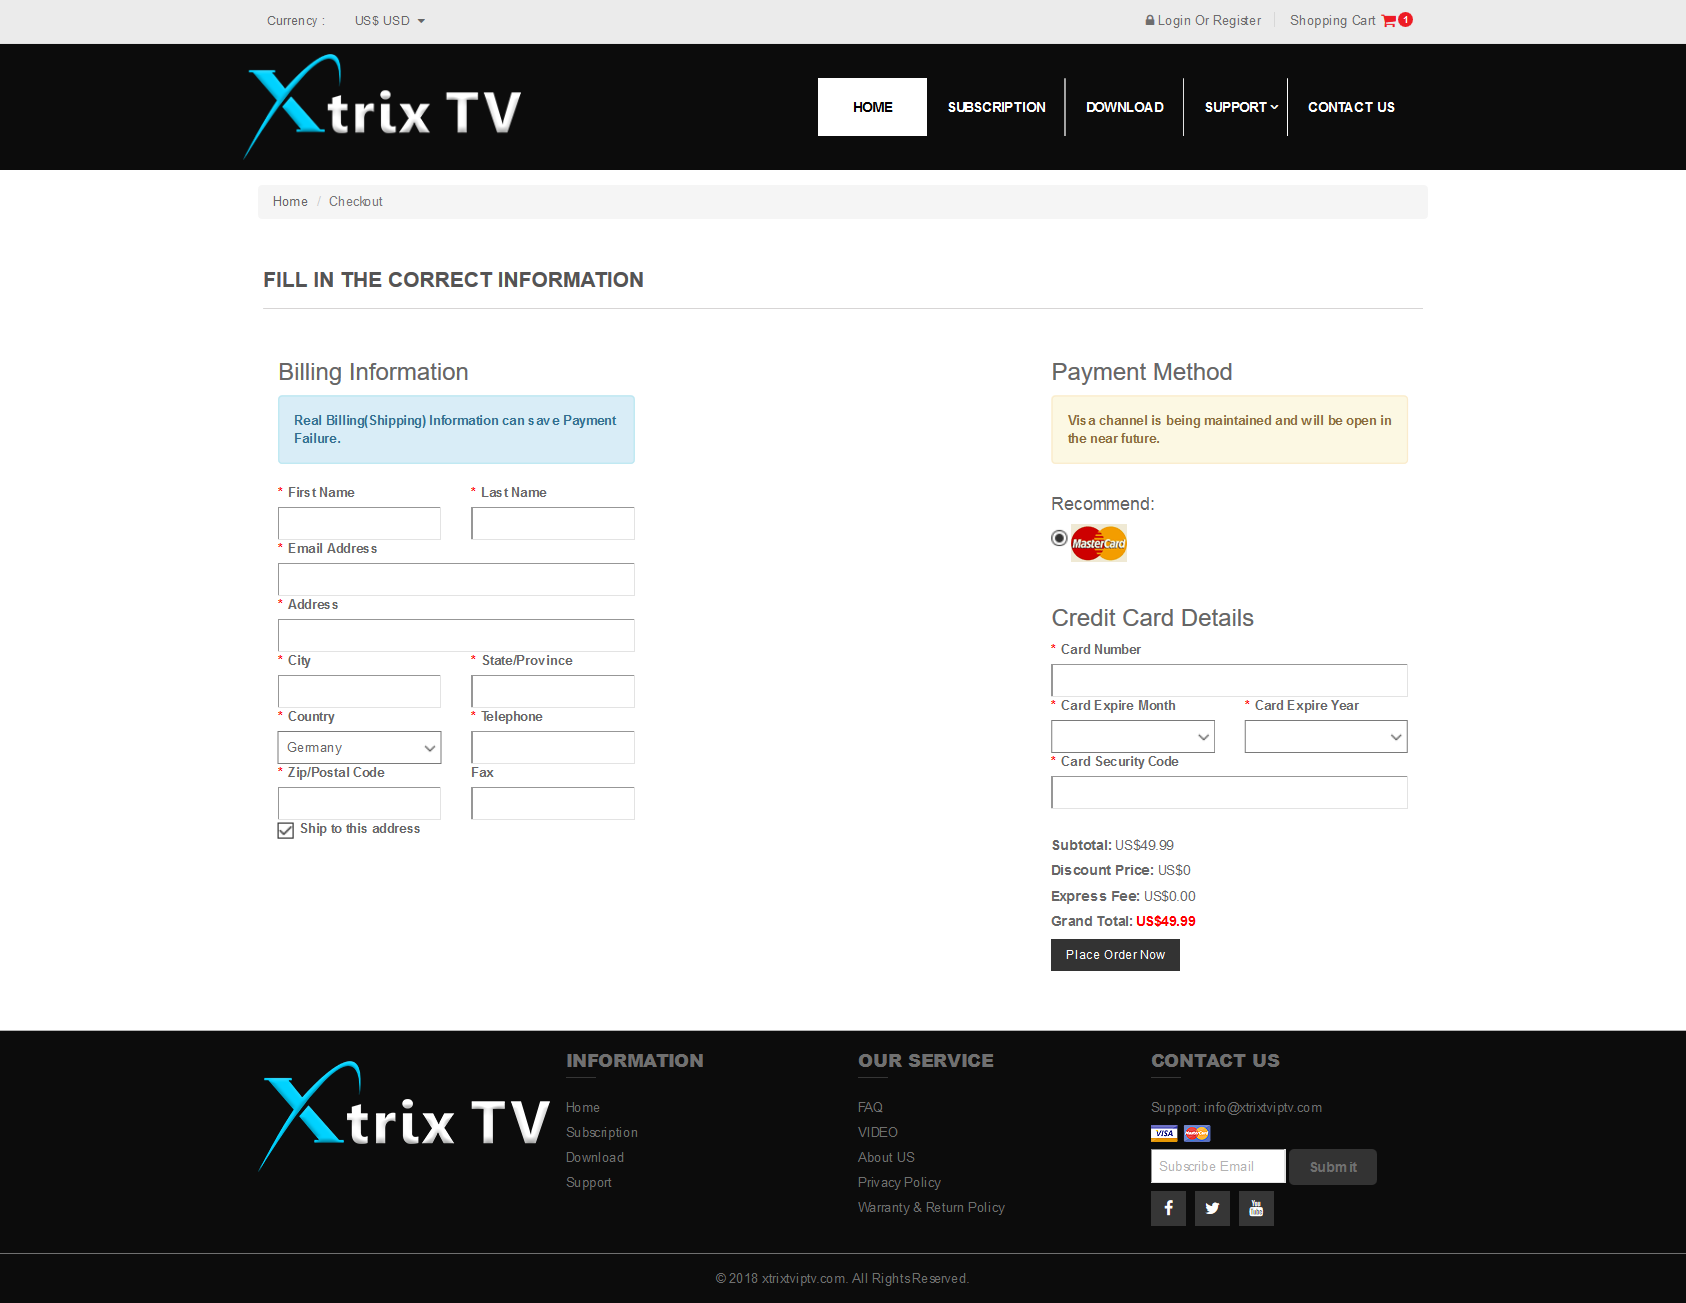 Currency : US$ USD
Login Or Register
Shopping Cart 1
Xtrix TV
HOME
SUBSCRIPTION
DOWNLOAD
SUPPORT
CONTACT US
Home / Checkout
FILL IN THE CORRECT INFORMATION
Billing Information
Real Billing(Shipping) Information can save Payment
Failure.
* First Name
* Last Name
* Email Address
* Address
* City
* State/Province
* Country
* Telephone
Germany
* Zip/Postal Code
Fax
Ship to this address
Payment Method
Visa channel is being maintained and will be open in
the near future.
Recommend:
MasterCard
Credit Card Details
* Card Number
* Card Expire Month
* Card Expire Year
* Card Security Code
Subtotal: US$49.99
Discount Price: US$0
Express Fee: US$0.00
Grand Total: US$49.99
Place Order Now
Xtrix TV
INFORMATION
Home
Subscription
Download
Support
OUR SERVICE
FAQ
VIDEO
About US
Privacy Policy
Warranty & Return Policy
CONTACT US
Support: info@xtrixtviptv.com
VISA MasterCard
Subscribe Email
Submit
You Tube
© 2018 xtrixtviptv.com. All Rights Reserved.